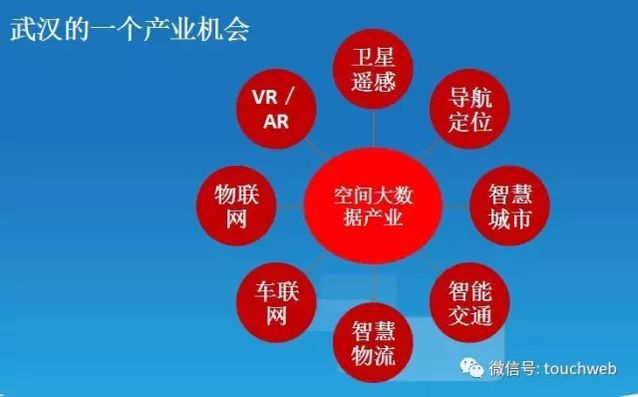 武汉的一个产业机会
卫星
遥感
导航
定位
智慧
城市
智能
交通
智慧
物流
车联
网
物联
网
VR /
AR
空间大数
据产业
微信号: touchweb